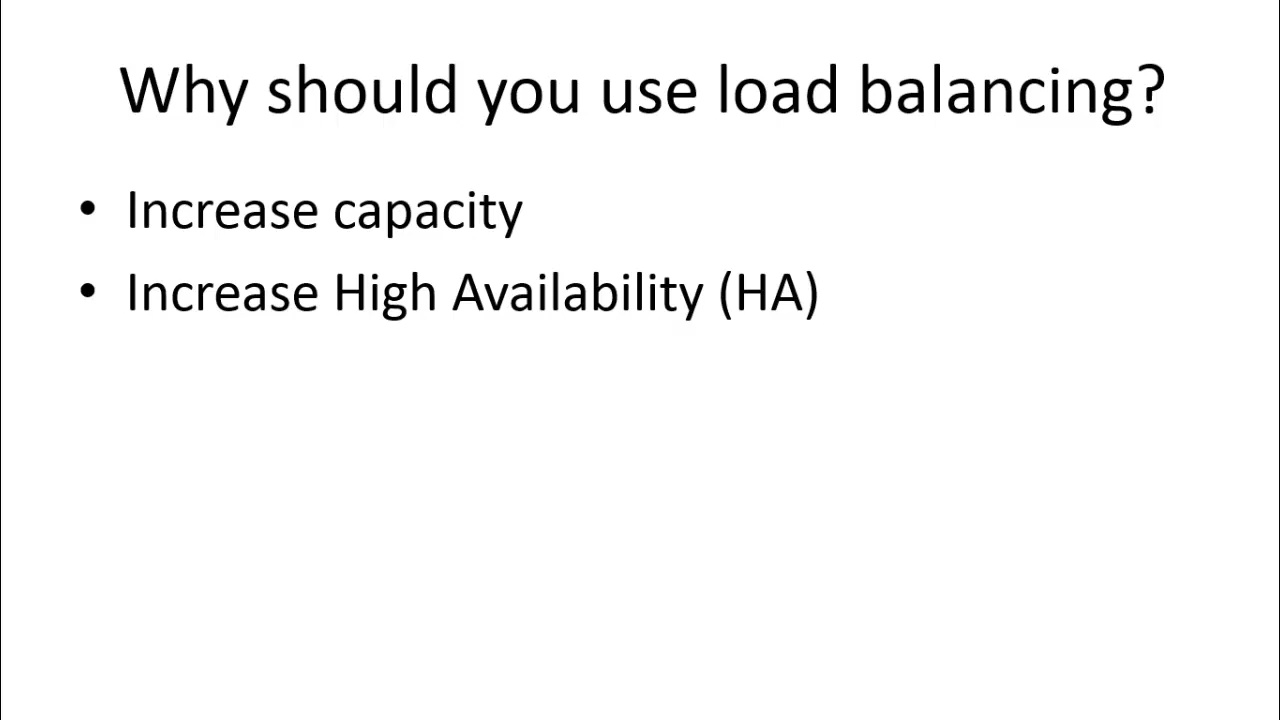 Why should you use load balancing?
• Increase capacity
• Increase High Availability (HA)